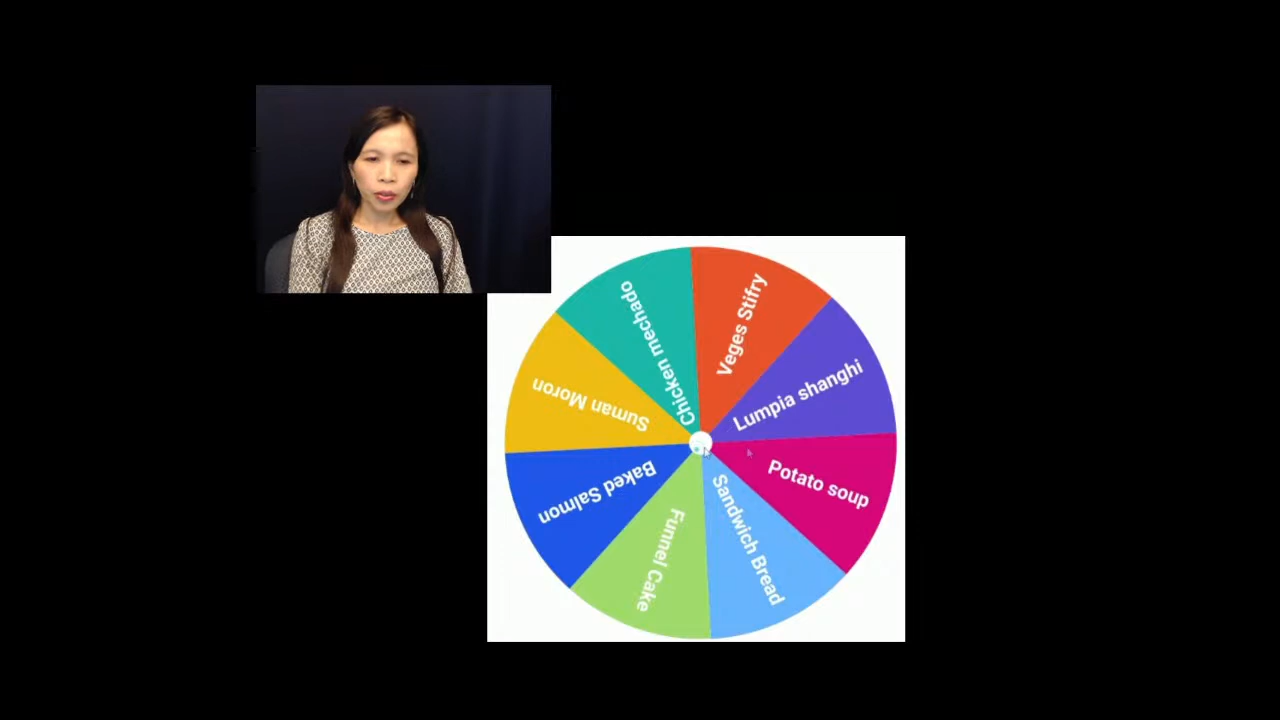 Veges Stifry
Lumpia shanghi
Potato soup
Sandwich Bread
Funnel Cake
Baked Salmon
Suman Moron
Chicken mechado